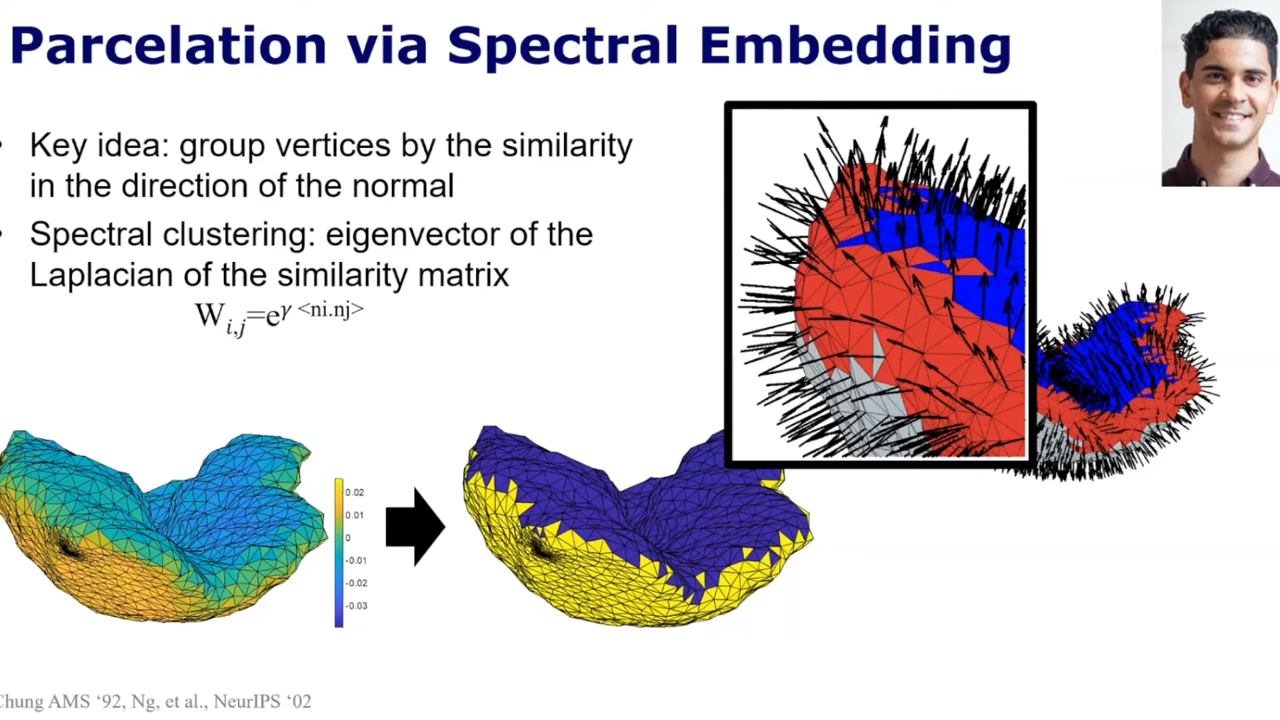 Parcelation via Spectral Embedding
Key idea: group vertices by the similarity
in the direction of the normal
Spectral clustering: eigenvector of the
Laplacian of the similarity matrix
Wi,j=eγ <ni.nj>
0.02
0.01
0
-0.01
-0.02
-0.03
Chung AMS ‘92, Ng, et al., NeurIPS ‘02